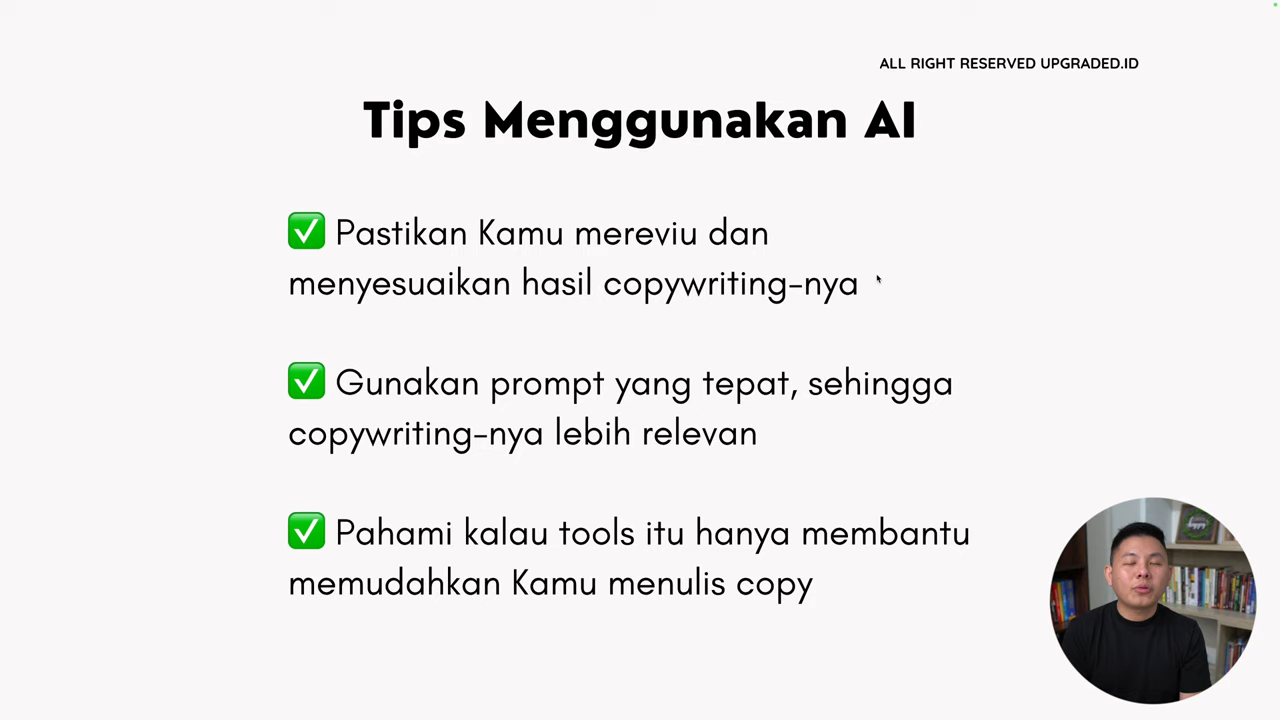 ALL RIGHT RESERVED UPGRADED.ID
Tips Menggunakan AI
✅ Pastikan Kamu mereviu dan
menyesuaikan hasil copywriting-nya
✅ Gunakan prompt yang tepat, sehingga
copywriting-nya lebih relevan
✅ Pahami kalau tools itu hanya membantu
memudahkan Kamu menulis copy